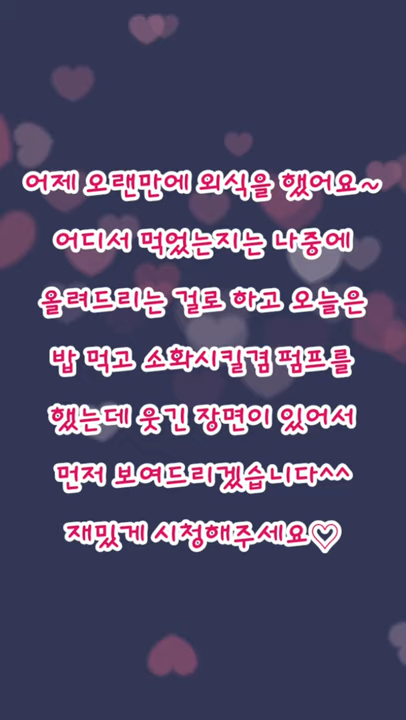 어제 오랜만에 외식을 했어요~
어디서 먹었는지는 나중에
올려드리는 걸로 하고 오늘은
밥 먹고 소화시킬겸 펌프를
했는데 웃긴 장면이 있어서
먼저 보여드리겠습니다^^
재밌게 시청해주세요♡